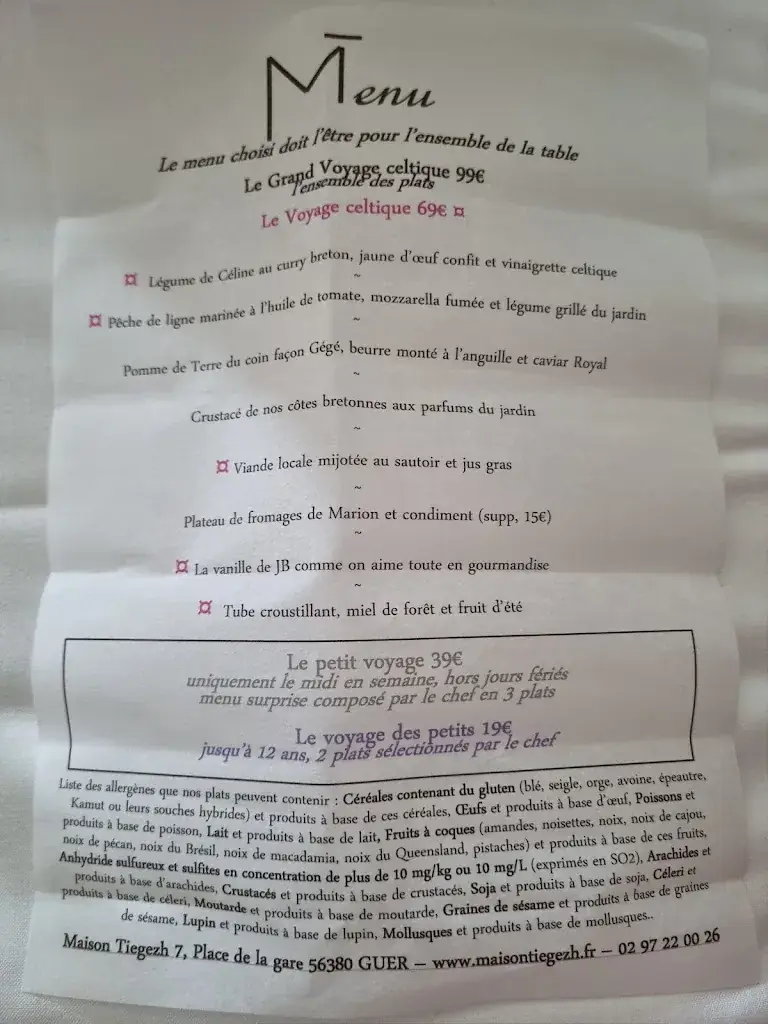 Menu
Le menu choisi doit l'être pour l'ensemble de la table
Le Grand Voyage celtique 99€
l'ensemble des plats
Le Voyage celtique 69€ ¤
¤ Légume de Céline au curry breton, jaune d'œuf confit et vinaigrette celtique
~
¤ Pêche de ligne marinée à l'huile de tomate, mozzarella fumée et légume grillé du jardin
~
Pomme de Terre du coin façon Gégé, beurre monté à l'anguille et caviar Royal
~
Crustacé de nos côtes bretonnes aux parfums du jardin
~
¤ Viande locale mijotée au sautoir et jus gras
~
Plateau de fromages de Marion et condiment (supp, 15€)
~
¤ La vanille de JB comme on aime toute en gourmandise
~
¤ Tube croustillant, miel de forêt et fruit d'été
Le petit voyage 39€
uniquement le midi en semaine, hors jours fériés
menu surprise composé par le chef en 3 plats
Le voyage des petits 19€
jusqu'à 12 ans, 2 plats sélectionnés par le chef
Liste des allergènes que nos plats peuvent contenir : Céréales contenant du gluten (blé, seigle, orge, avoine, épeautre,
Kamut ou leurs souches hybrides) et produits à base de ces céréales, Œufs et produits à base d'œuf, Poissons et
produits à base de poisson, Lait et produits à base de lait, Fruits à coques (amandes, noisettes, noix, noix de cajou,
noix de pécan, noix du Brésil, noix de macadamia, noix du Queensland, pistaches) et produits à base de ces fruits,
Anhydride sulfureux et sulfites en concentration de plus de 10 mg/kg ou 10 mg/L (exprimés en SO2), Arachides et
produits à base d'arachides, Crustacés et produits à base de crustacés, Soja et produits à base de soja, Céleri et
produits à base de céleri, Moutarde et produits à base de moutarde, Graines de sésame et produits à base de graines
de sésame, Lupin et produits à base de lupin, Mollusques et produits à base de mollusques..
Maison Tiegezh 7, Place de la gare 56380 GUER – www.maisontiegezh.fr – 02 97 22 00 26